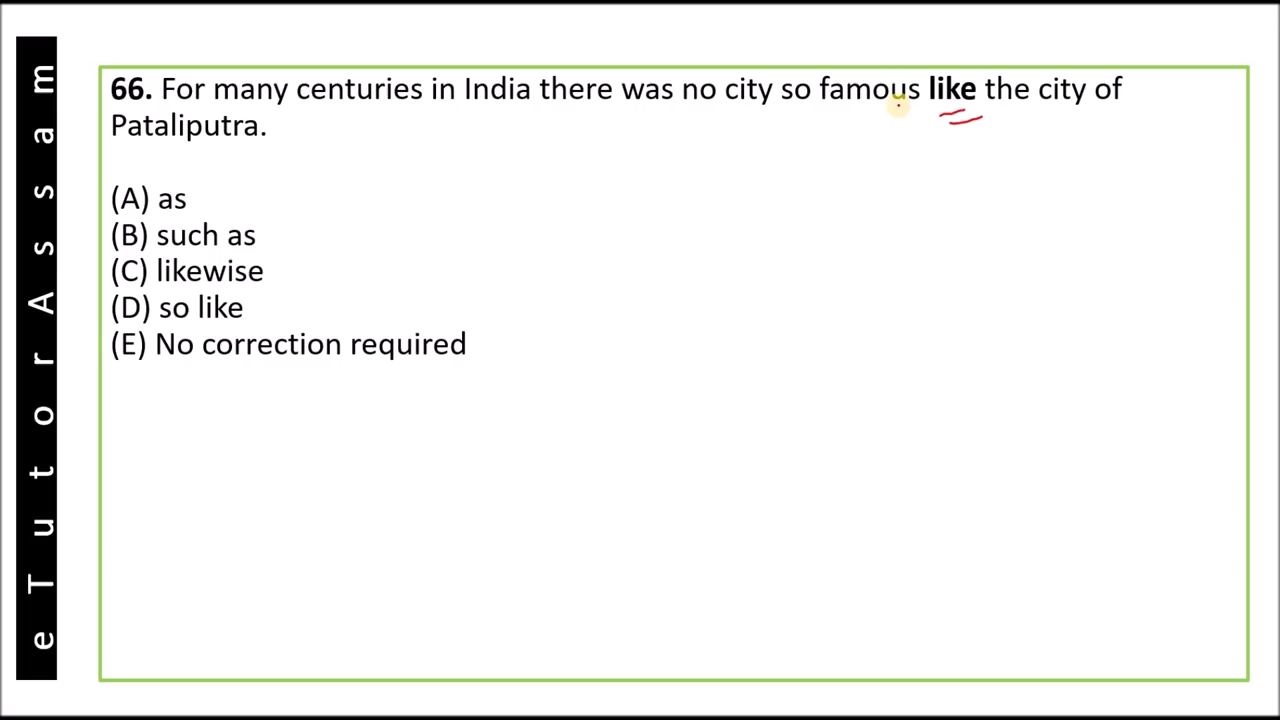 66. For many centuries in India there was no city so famous like the city of
Pataliputra.
(A) as
(B) such as
(C) likewise
(D) so like
(E) No correction required
eTutorAssam